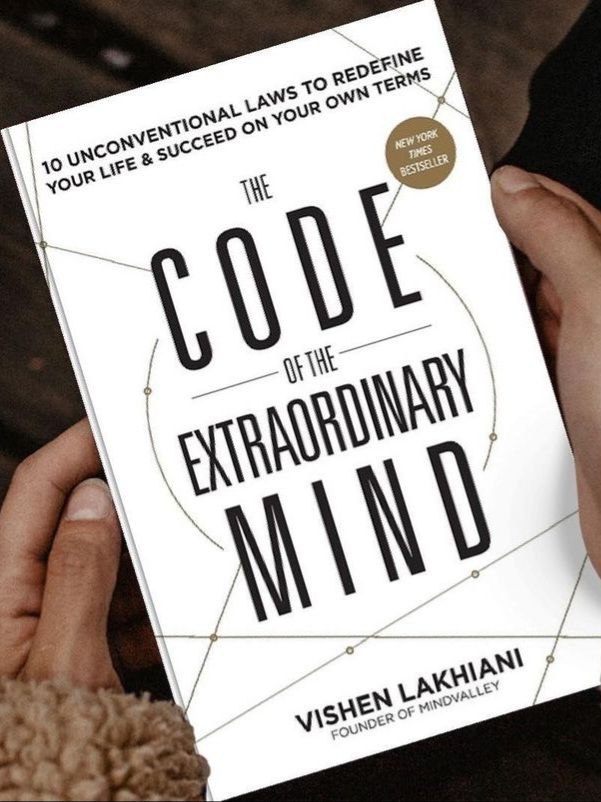 10 UNCONVENTIONAL LAWS TO REDEFINE
YOUR LIFE & SUCCEED ON YOUR OWN TERMS
NEW YORK
TIMES
BESTSELLER
THE
CODE
OF THE
EXTRAORDINARY
MIND
VISHEN LAKHIANI
FOUNDER OF MINDVALLEY